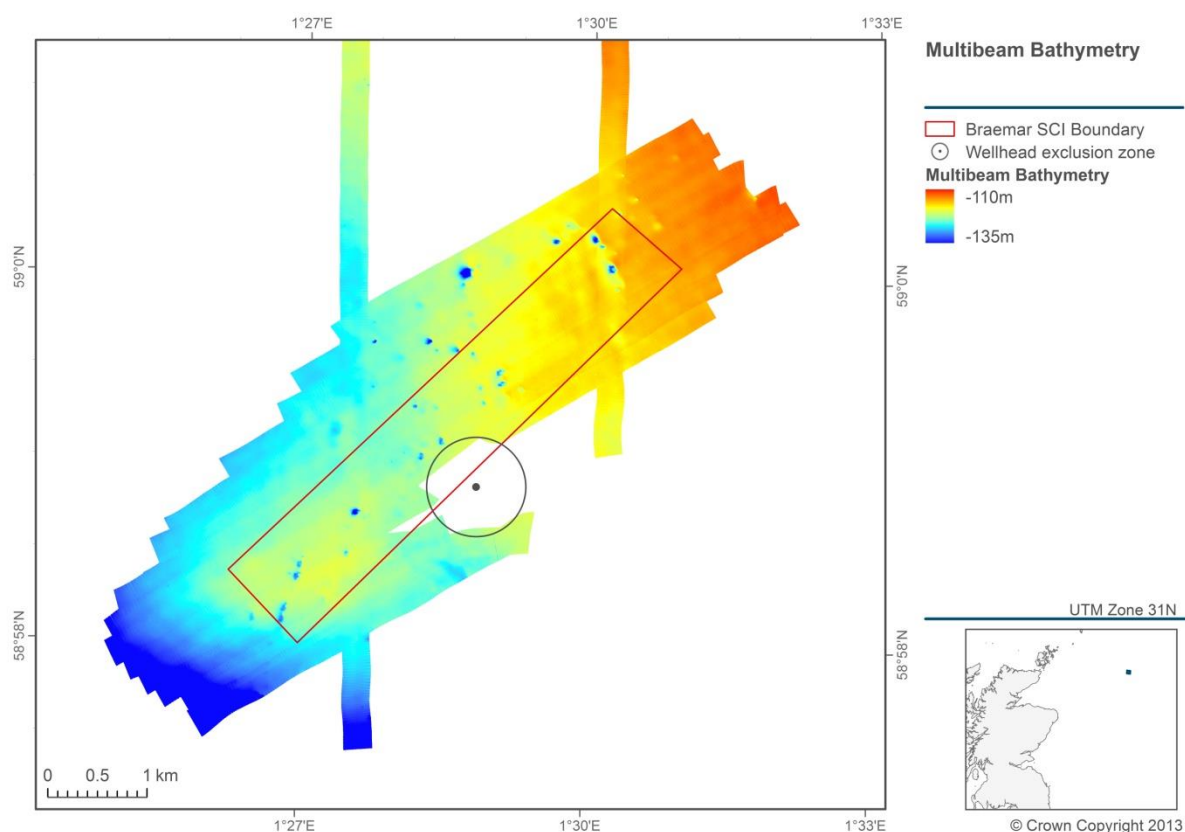 1°27'E
1°30'E
1°33'E
Multibeam Bathymetry
Braemar SCI Boundary
Wellhead exclusion zone
Multibeam Bathymetry
-110m
-135m
59°0'N
59°0'N
58°58'N
58°58'N
UTM Zone 31N
0 0.5 1 km
1°27'E
1°30'E
1°33'E
© Crown Copyright 2013